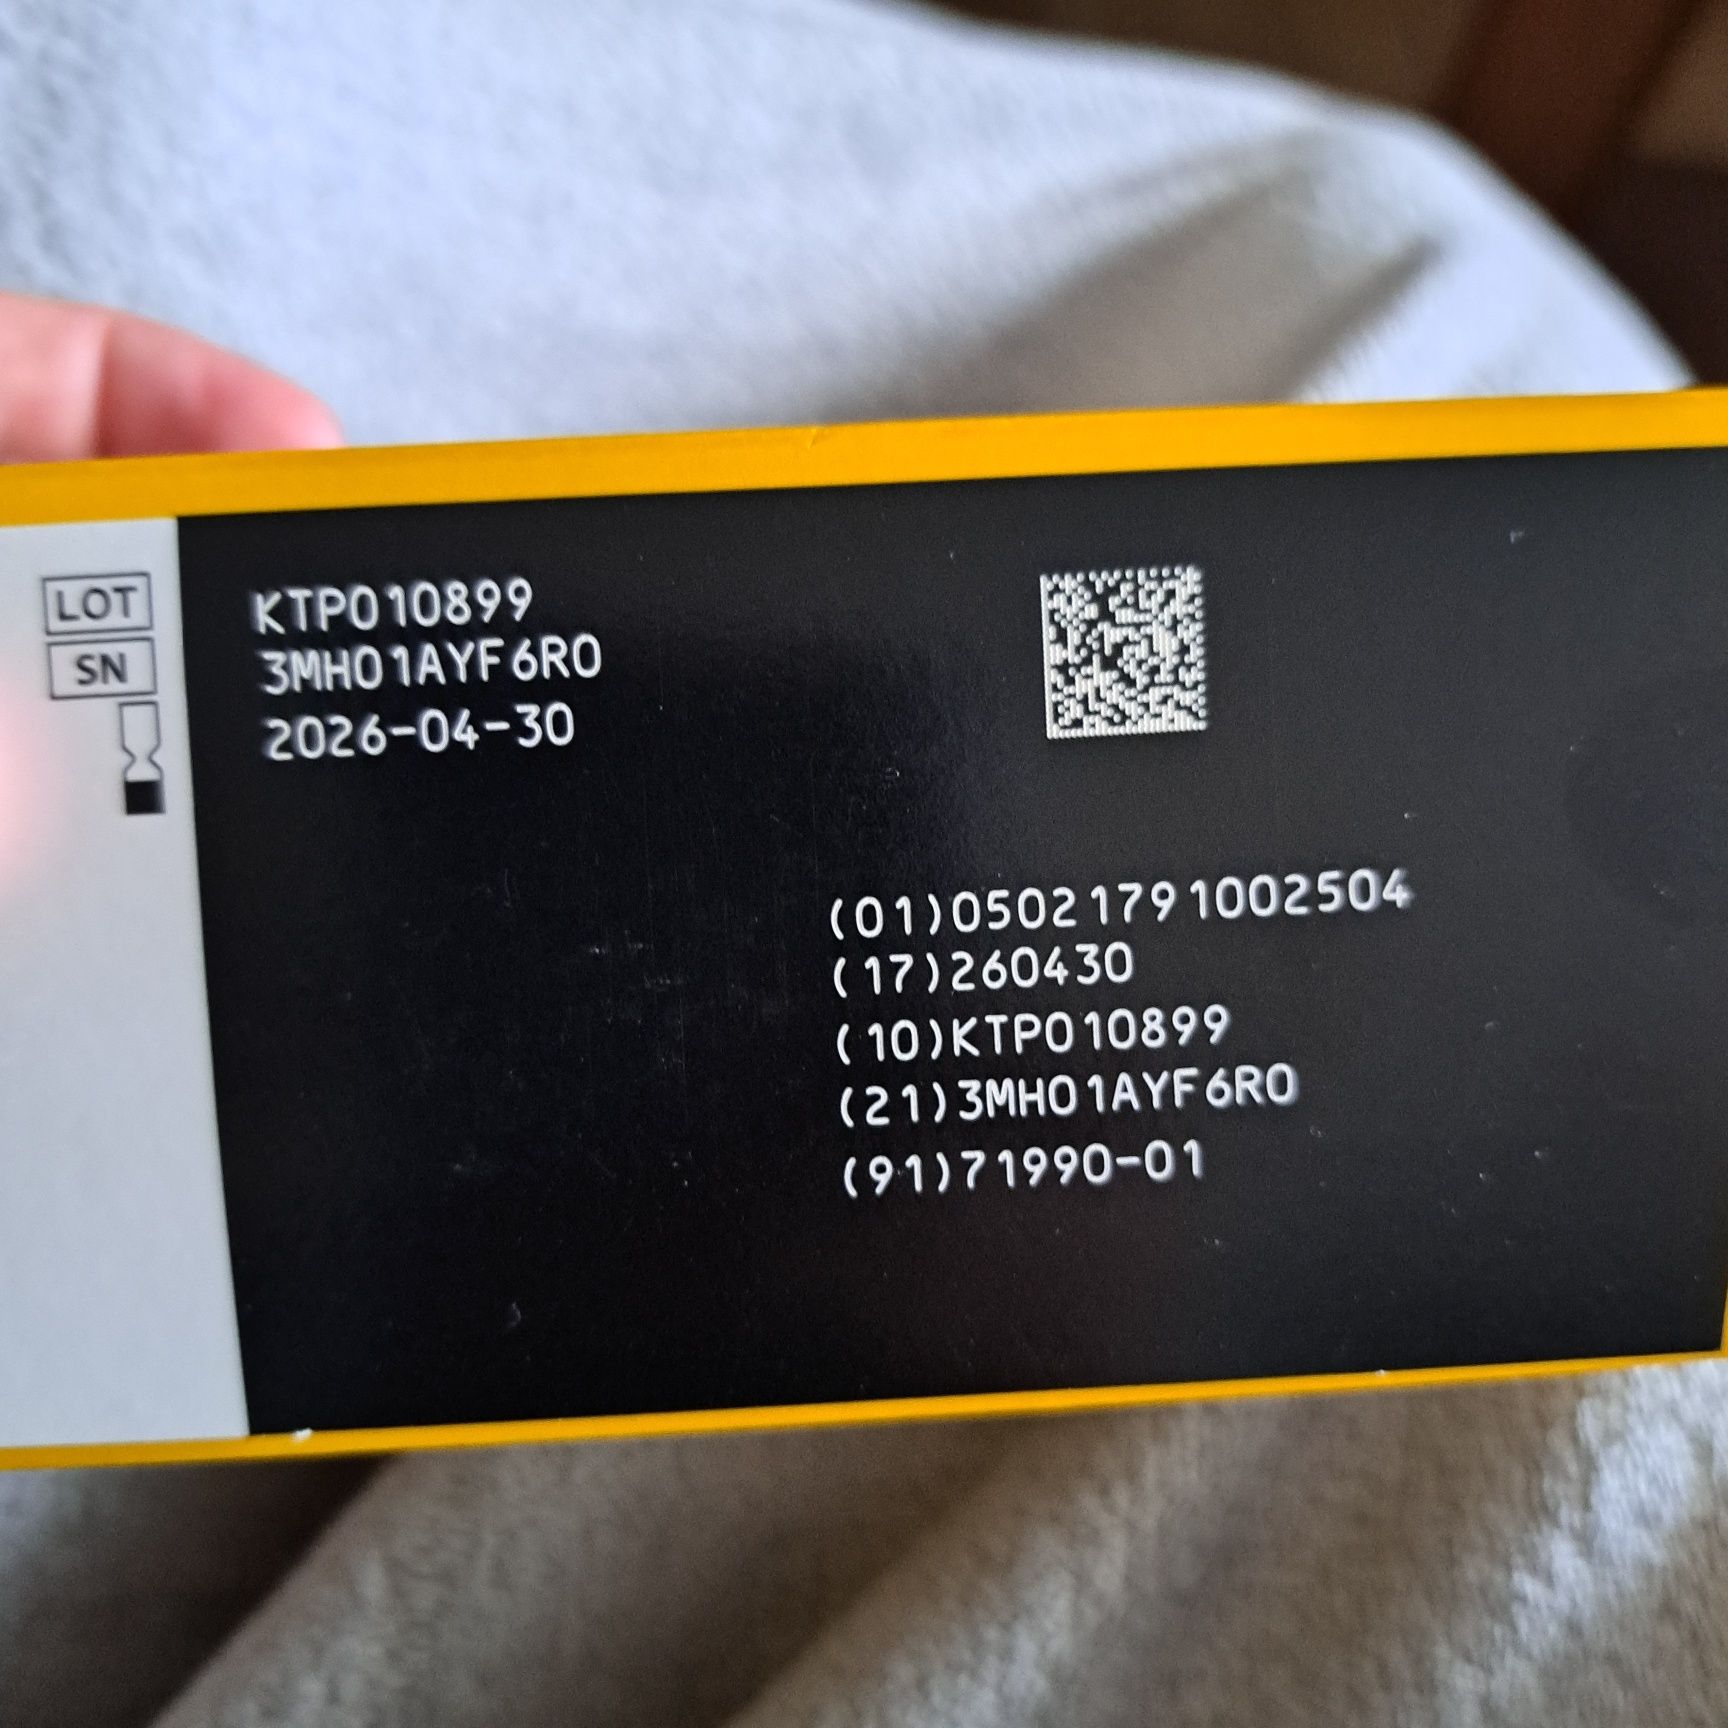 LOT
SN
KTP010899
3MH01AYF6R0
2026-04-30
(01)05021791002504
(17)260430
(10)KTP010899
(21)3MH01AYF6R0
(91)71990-01